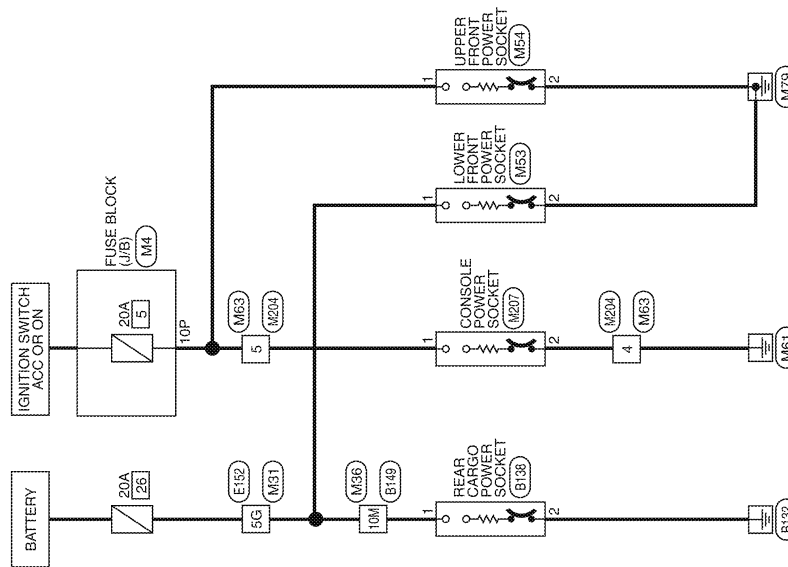 BATTERY
IGNITION SWITCH
ACC OR ON
20A
26
20A
5
FUSE BLOCK
(J/B)
M4
10P
5G
E152
M31
5
M63
M204
10M
M36
B149
1
REAR
CARGO
POWER
SOCKET
B138
2
1
CONSOLE
POWER
SOCKET
M207
2
1
LOWER
FRONT
POWER
SOCKET
M53
2
1
UPPER
FRONT
POWER
SOCKET
M54
2
4
M204
M63
B132
M61
M79